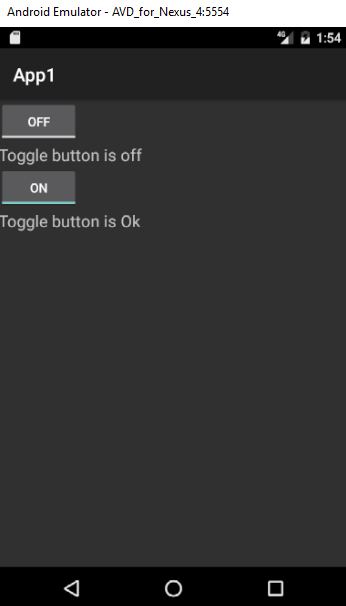 Android Emulator - AVD_for_Nexus_4:5554
4G 1:54
App1
OFF
Toggle button is off
ON
Toggle button is Ok